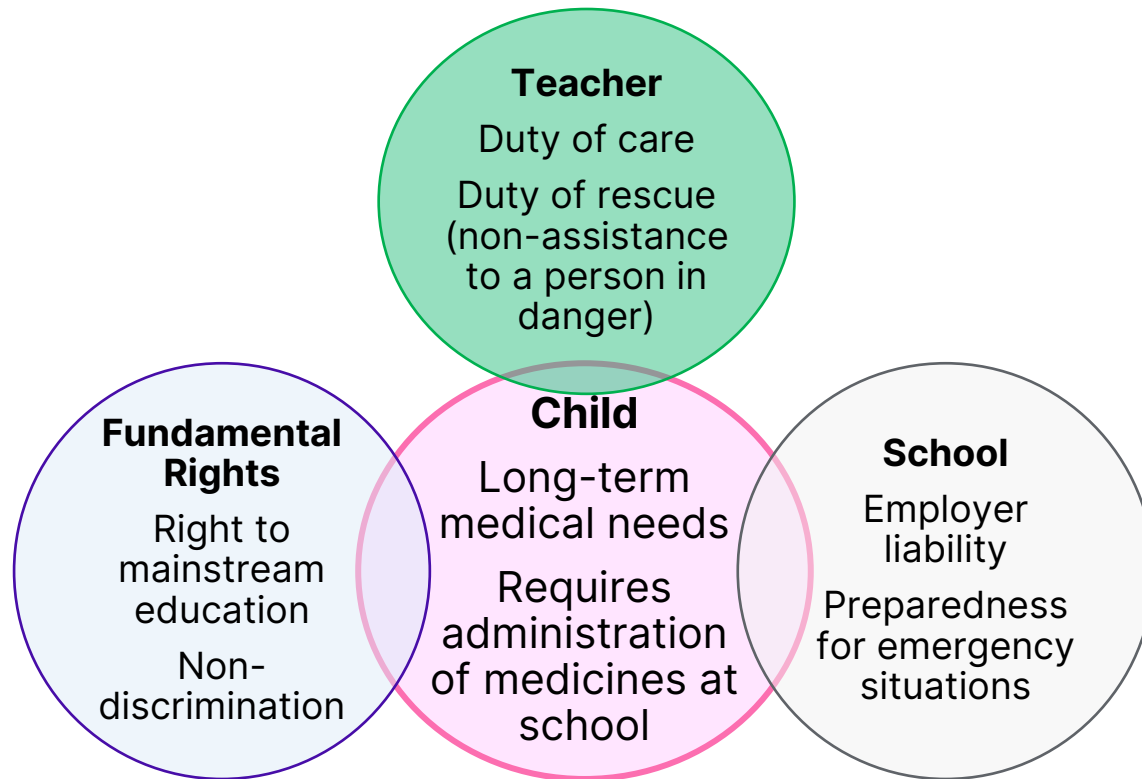 Teacher
Duty of care
Duty of rescue
(non-assistance
to a person in
danger)
Fundamental
Rights
Right to
mainstream
education
Non-
discrimination
Child
Long-term
medical needs
Requires
administration
of medicines at
school
School
Employer
liability
Preparedness
for emergency
situations